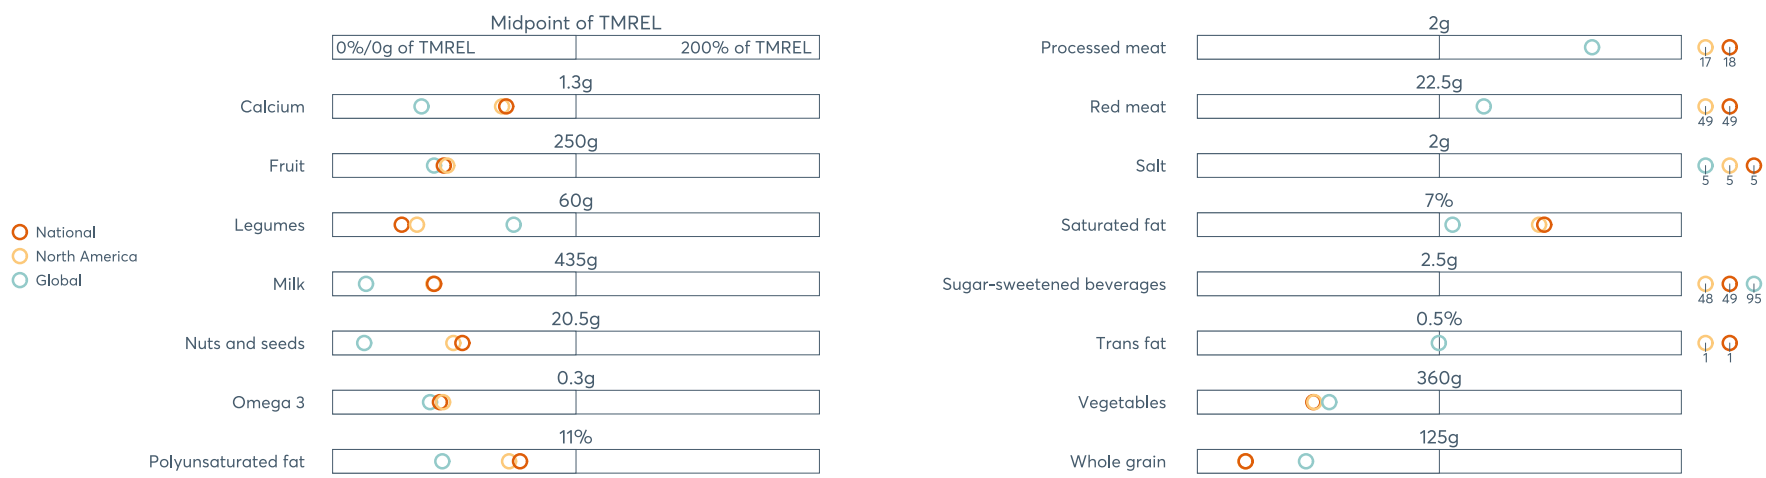 Midpoint of TMREL
0%/0g of TMREL 200% of TMREL
1.3g
Calcium
250g
Fruit
60g
Legumes
435g
Milk
20.5g
Nuts and seeds
0.3g
Omega 3
11%
Polyunsaturated fat
National
North America
Global
2g
Processed meat
17 18
22.5g
Red meat
49 49
2g
Salt
5 5 5
7%
Saturated fat
2.5g
Sugar-sweetened beverages
48 49 95
0.5%
Trans fat
1 1
360g
Vegetables
125g
Whole grain